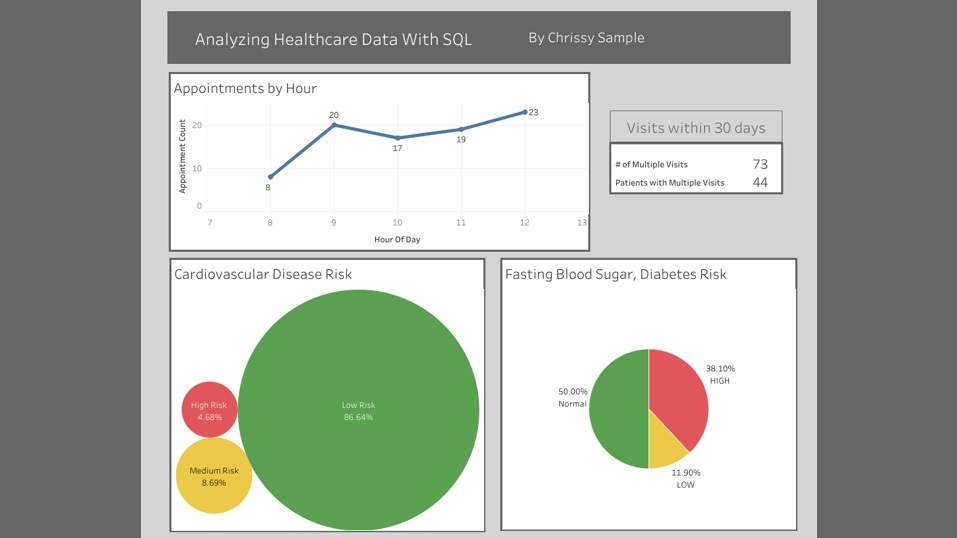 Analyzing Healthcare Data With SQL
By Chrissy Sample
Appointments by Hour
Appointment Count
20
10
0
8
20
17
19
23
7
8
9
10
11
12
13
Hour Of Day
Visits within 30 days
# of Multiple Visits 73
Patients with Multiple Visits 44
Cardiovascular Disease Risk
High Risk
4.68%
Medium Risk
8.69%
Low Risk
86.64%
Fasting Blood Sugar, Diabetes Risk
50.00%
Normal
38.10%
HIGH
11.90%
LOW